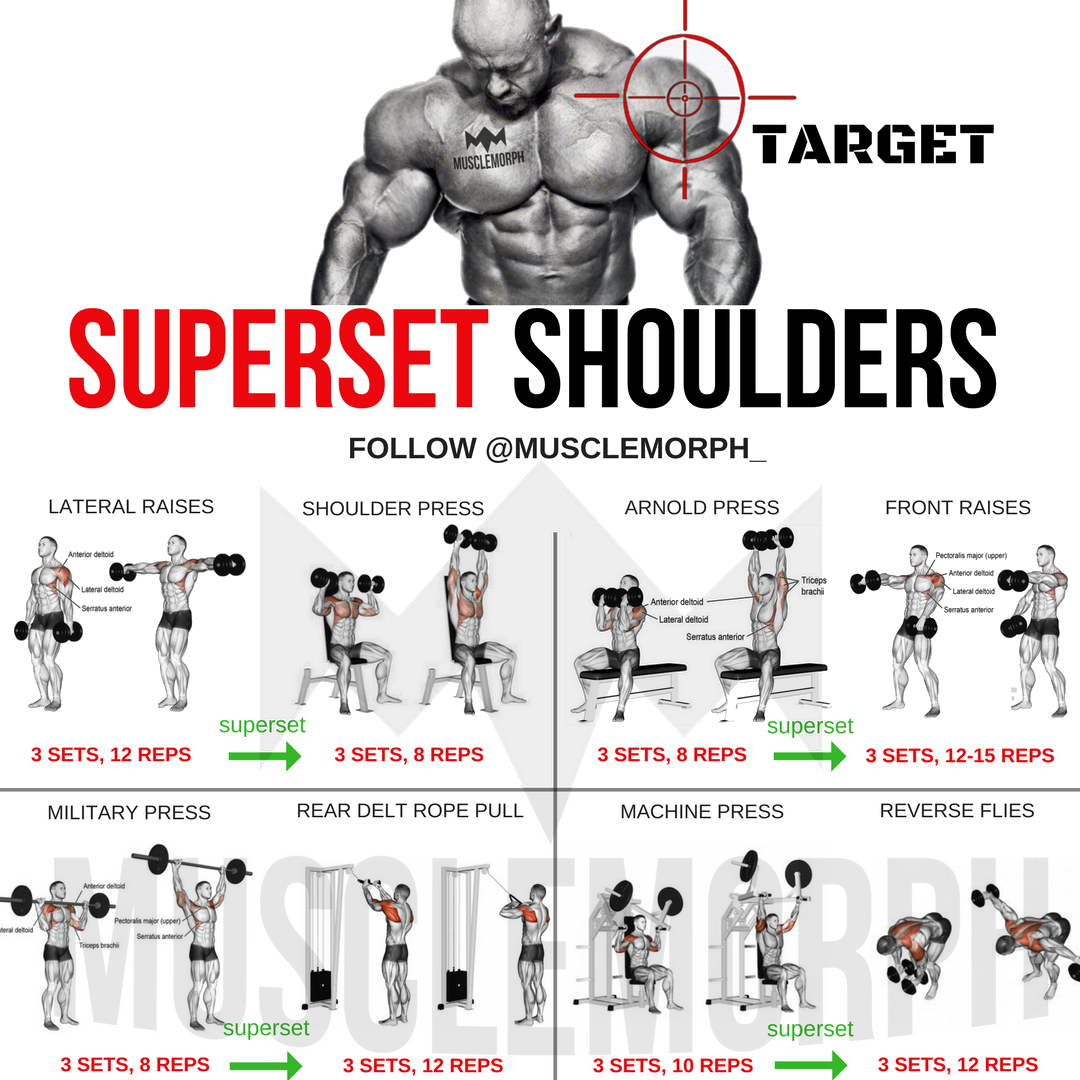 MUSCLEMORPH
TARGET
SUPERSET SHOULDERS
FOLLOW @MUSCLEMORPH_
LATERAL RAISES
Anterior deltoid
Lateral deltoid
Serratus anterior
SHOULDER PRESS
superset
3 SETS, 12 REPS
3 SETS, 8 REPS
ARNOLD PRESS
Anterior deltoid
Lateral deltoid
Serratus anterior
Triceps
brachii
FRONT RAISES
Pectoralis major (upper)
Anterior deltoid
Lateral deltoid
Serratus anterior
superset
3 SETS, 8 REPS
3 SETS, 12-15 REPS
MILITARY PRESS
Anterior deltoid
teral deltoid
Triceps brachii
Pectoralis major (upper)
Serratus anterior
REAR DELT ROPE PULL
superset
3 SETS, 8 REPS
3 SETS, 12 REPS
MACHINE PRESS
REVERSE FLIES
superset
3 SETS, 10 REPS
3 SETS, 12 REPS
MUSCLEMORPH